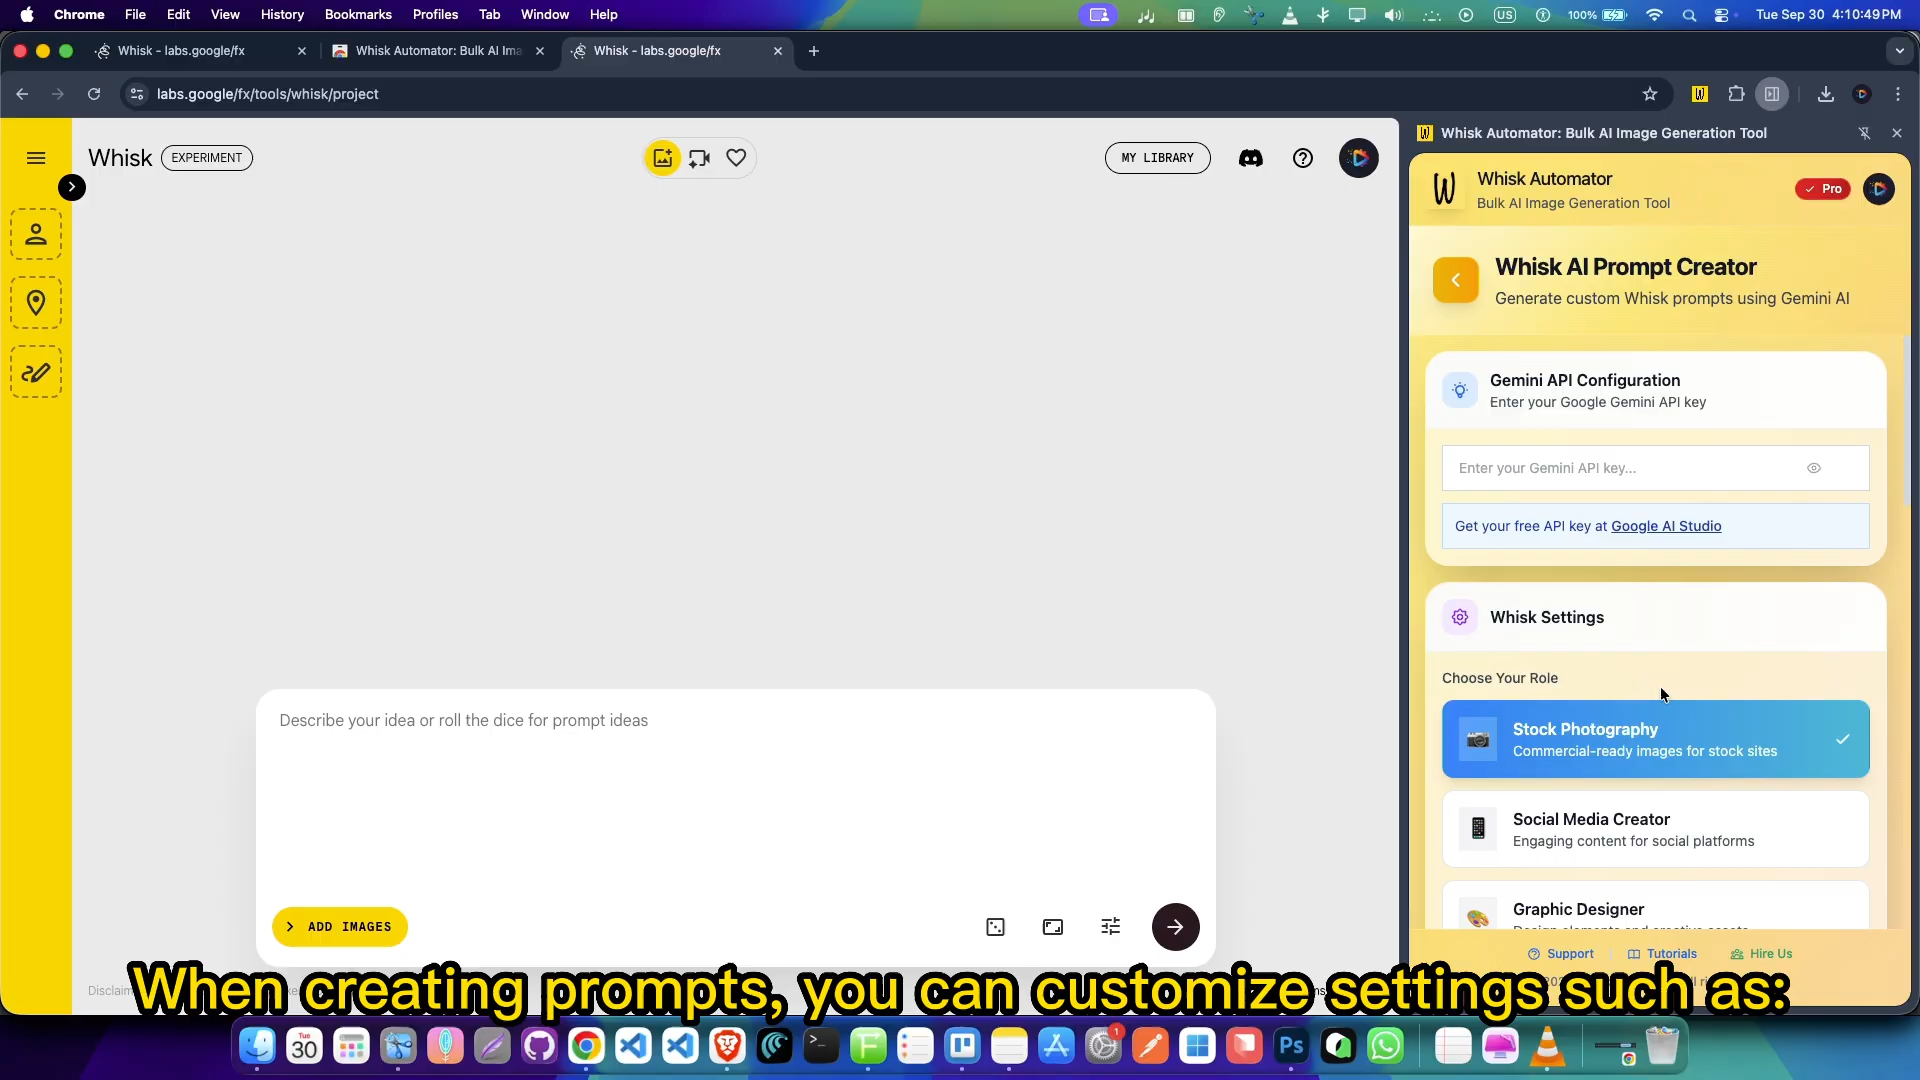 Chrome File Edit View History Bookmarks Profiles Tab Window Help
US 100% Tue Sep 30 4:10:49 PM
Whisk - labs.google/fx
Whisk Automator: Bulk AI Ima
Whisk - labs.google/fx
labs.google/fx/tools/whisk/project
Whisk EXPERIMENT
MY LIBRARY
Describe your idea or roll the dice for prompt ideas
ADD IMAGES
Whisk Automator: Bulk AI Image Generation Tool
Whisk Automator
Bulk AI Image Generation Tool
Pro
Whisk AI Prompt Creator
Generate custom Whisk prompts using Gemini AI
Gemini API Configuration
Enter your Google Gemini API key
Enter your Gemini API key...
Get your free API key at Google AI Studio
Whisk Settings
Choose Your Role
Stock Photography
Commercial-ready images for stock sites
Social Media Creator
Engaging content for social platforms
Graphic Designer
Support Tutorials Hire Us
When creating prompts, you can customize settings such as:
Tue
30
1
Ps